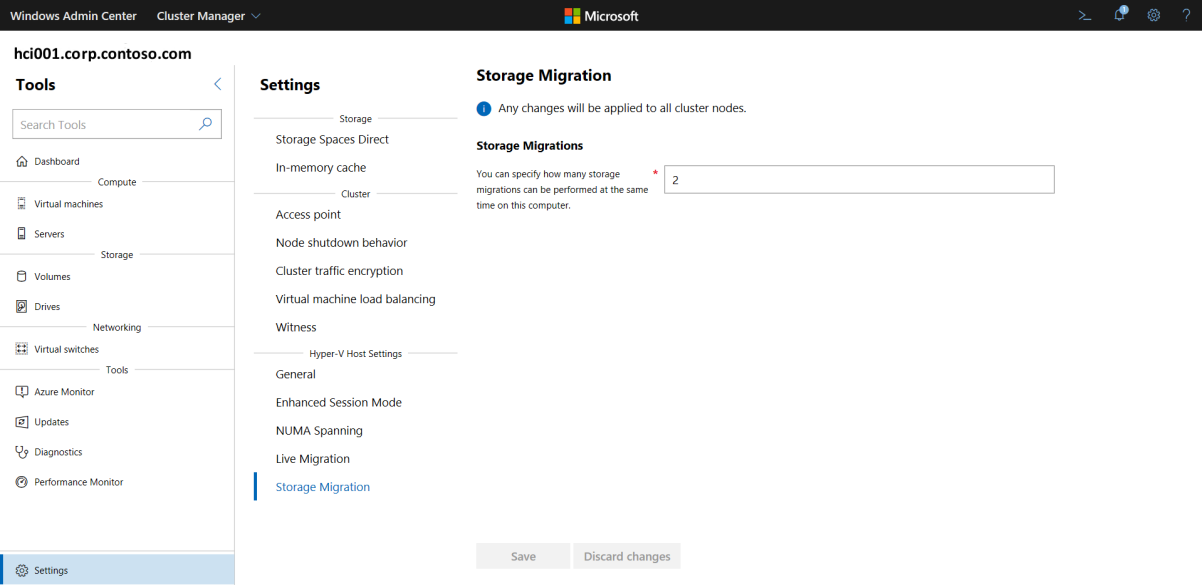 Windows Admin Center
Cluster Manager
Microsoft
1
?
hci001.corp.contoso.com
Tools
Search Tools
Dashboard
Compute
Virtual machines
Servers
Storage
Volumes
Drives
Networking
Virtual switches
Tools
Azure Monitor
Updates
Diagnostics
Performance Monitor
Settings
Settings
Storage
Storage Spaces Direct
In-memory cache
Cluster
Access point
Node shutdown behavior
Cluster traffic encryption
Virtual machine load balancing
Witness
Hyper-V Host Settings
General
Enhanced Session Mode
NUMA Spanning
Live Migration
Storage Migration
Storage Migration
Any changes will be applied to all cluster nodes.
Storage Migrations
You can specify how many storage
migrations can be performed at the same
time on this computer.
*
2
Save
Discard changes